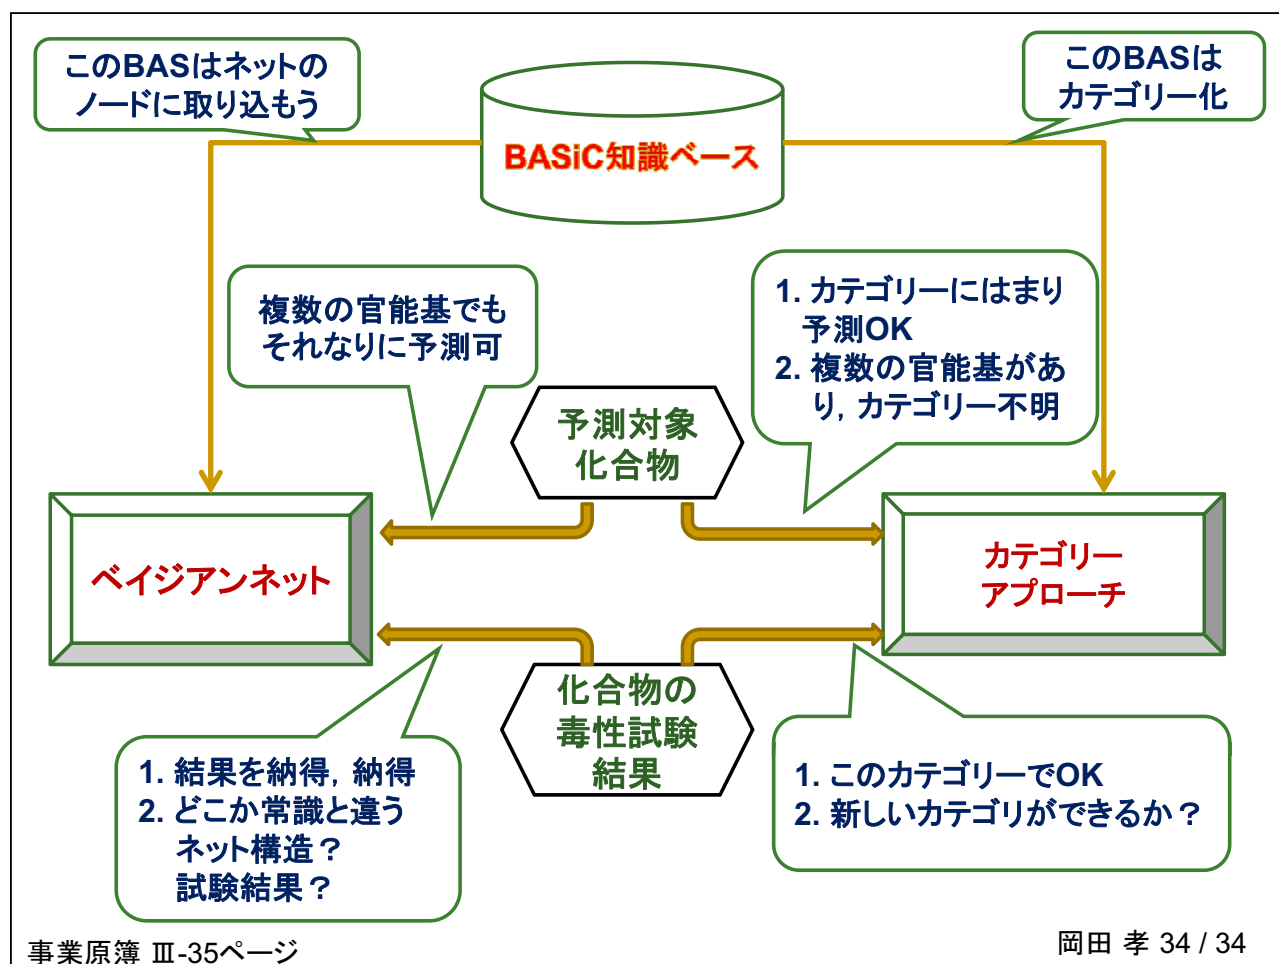 このBASはネットの
ノードに取り込もう
このBASは
カテゴリー化
BASiC知識ベース
複数の官能基でも
それなりに予測可
1. カテゴリーにはまり
予測OK
2. 複数の官能基があ
り, カテゴリー不明
予測対象
化合物
ベイジアンネット
カテゴリー
アプローチ
化合物の
毒性試験
結果
1. 結果を納得, 納得
2. どこか常識と違う
ネット構造？
試験結果？
1. このカテゴリーでOK
2. 新しいカテゴリができるか？
事業原簿 Ⅲ-35ページ
岡田 孝 34 / 34